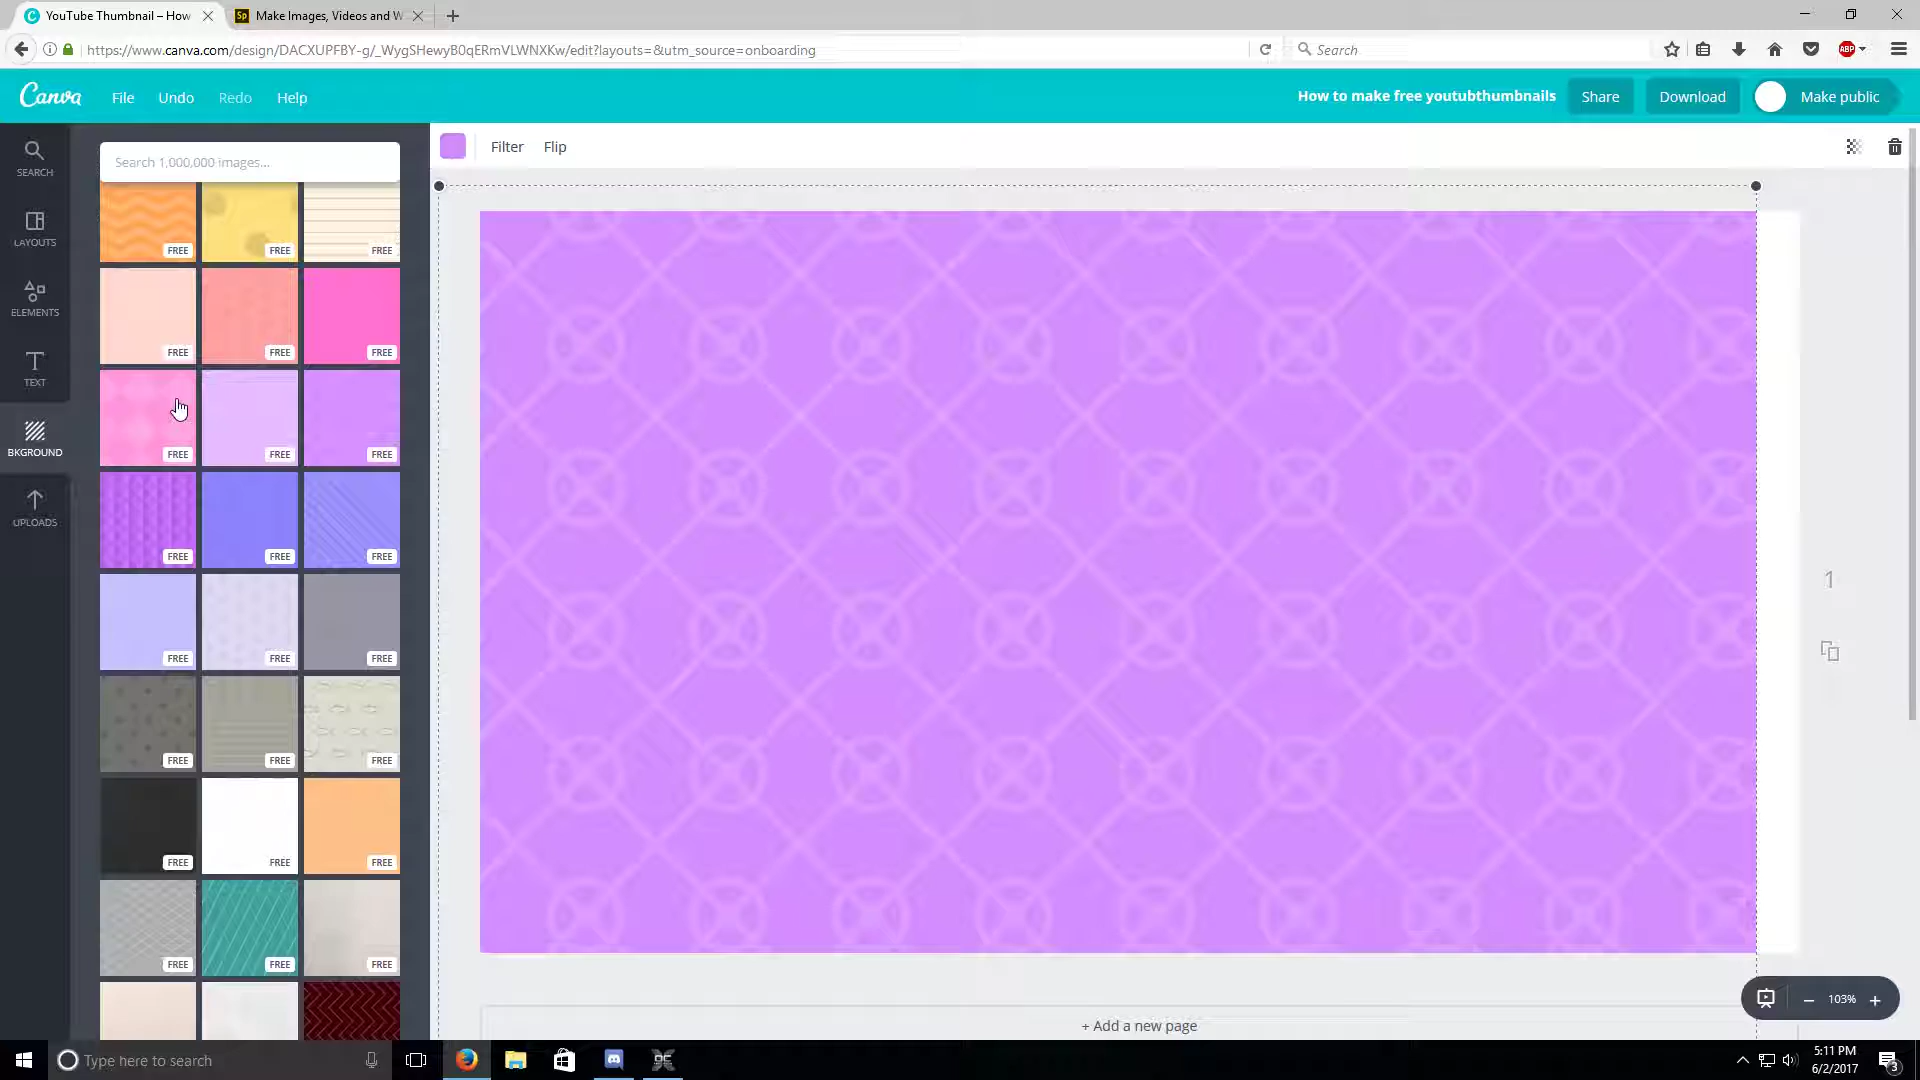 YouTube Thumbnail – How
Make Images, Videos and W
https://www.canva.com/design/DACXUPFBY-g/_WygSHewyB0qERmVLWNXKw/edit?layouts=&utm_source=onboarding
Search
ABP
Canva
File
Undo
Redo
Help
How to make free youtubthumbnails
Share
Download
Make public
SEARCH
LAYOUTS
ELEMENTS
TEXT
BKGROUND
UPLOADS
Search 1,000,000 images...
FREE FREE FREE
FREE FREE FREE
FREE FREE FREE
FREE FREE FREE
FREE FREE FREE
FREE FREE FREE
FREE FREE FREE
FREE FREE FREE
Filter
Flip
1
+ Add a new page
103%
Type here to search
5:11 PM
6/2/2017
3